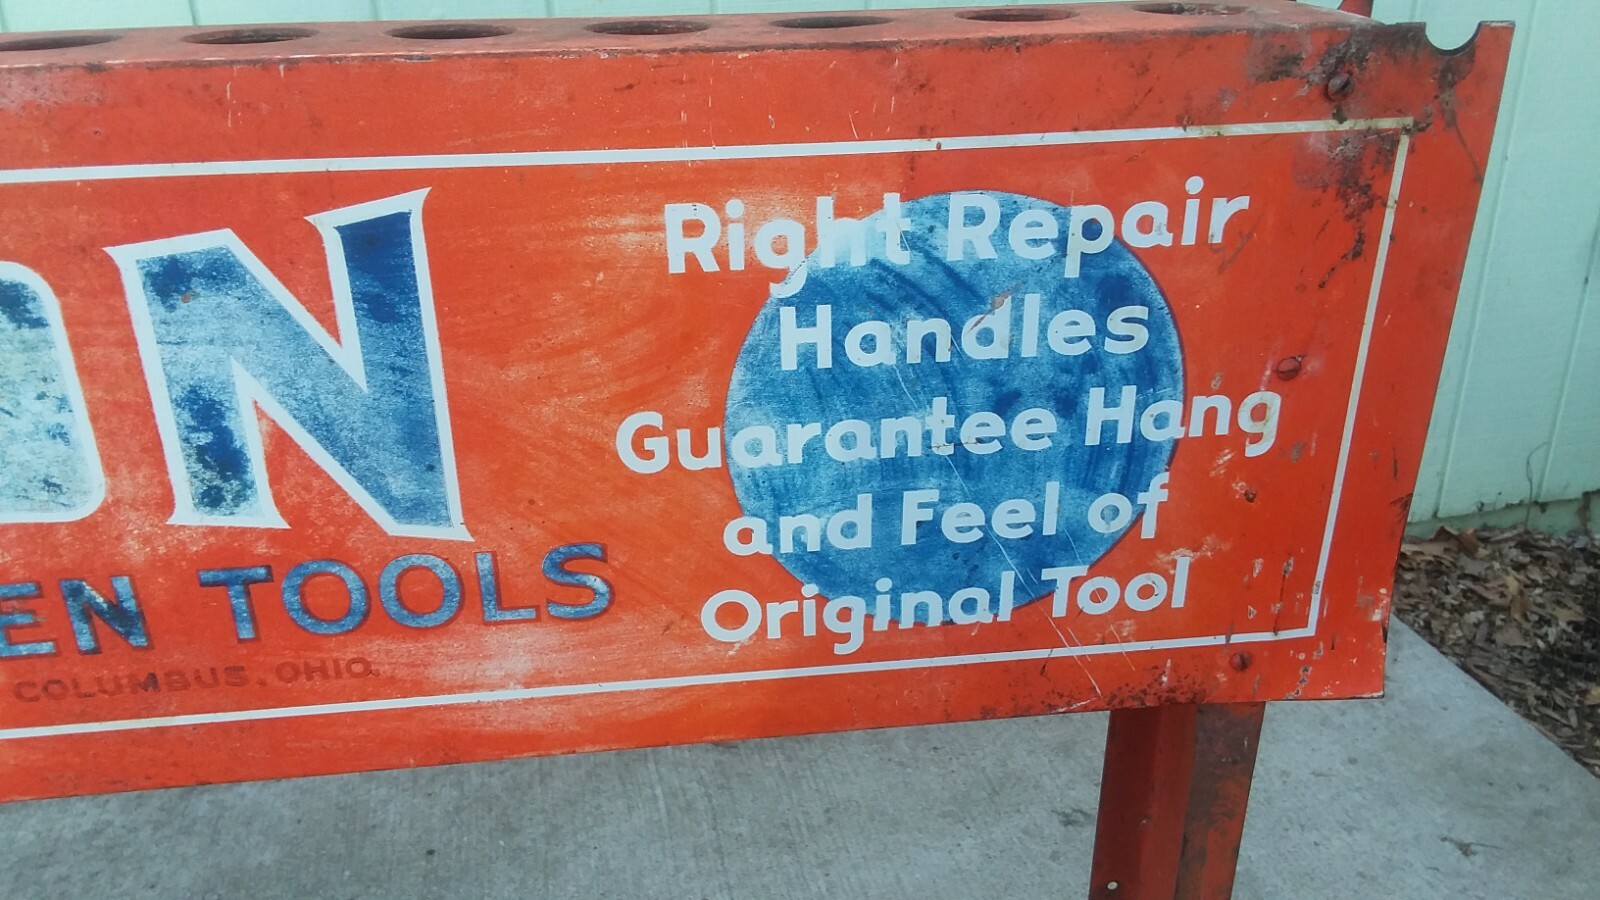 ON
EN TOOLS
COLUMBUS, OHIO.
Right Repair
Handles
Guarantee Hang
and Feel of
Original Tool